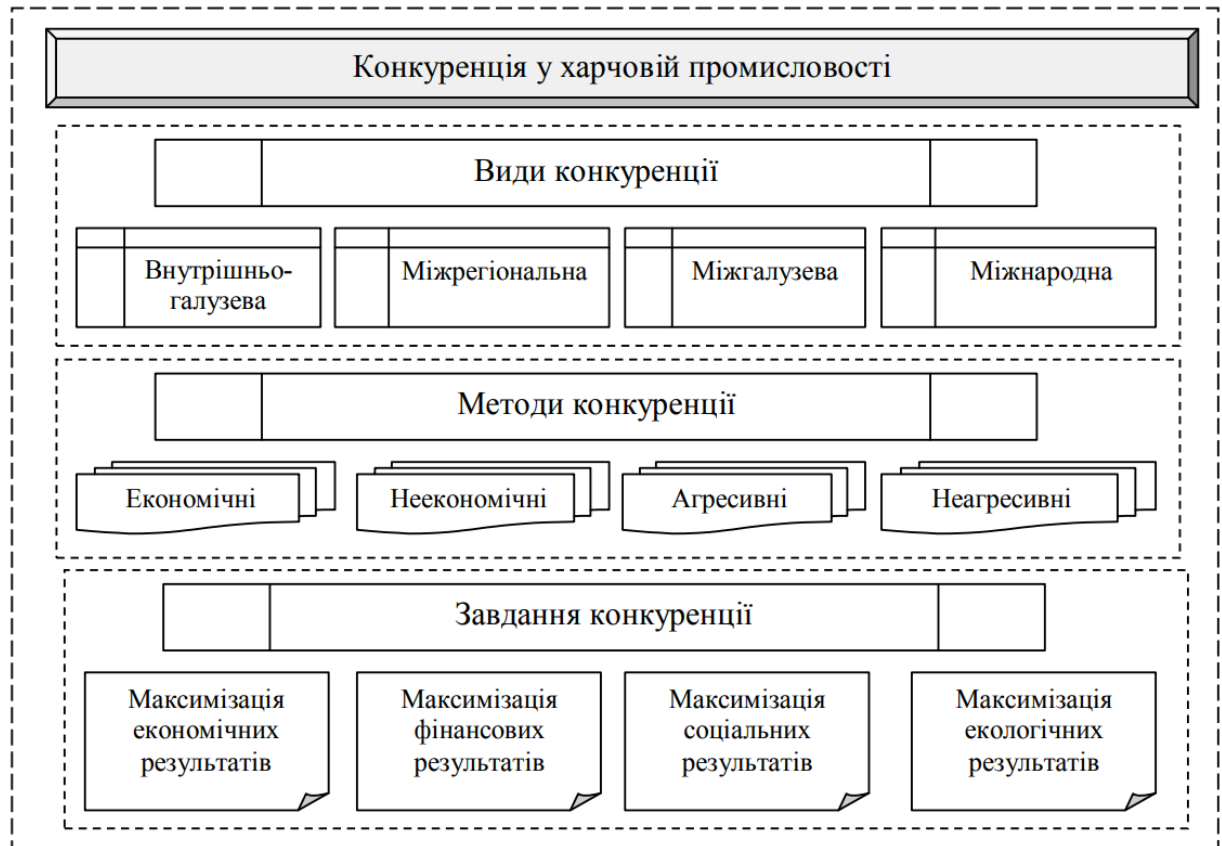 Конкуренція у харчовій промисловості
Види конкуренції
Внутрішньо-
галузева
Міжрегіональна
Міжгалузева
Міжнародна
Методи конкуренції
Економічні
Неекономічні
Агресивні
Неагресивні
Завдання конкуренції
Максимізація
економічних
результатів
Максимізація
фінансових
результатів
Максимізація
соціальних
результатів
Максимізація
екологічних
результатів